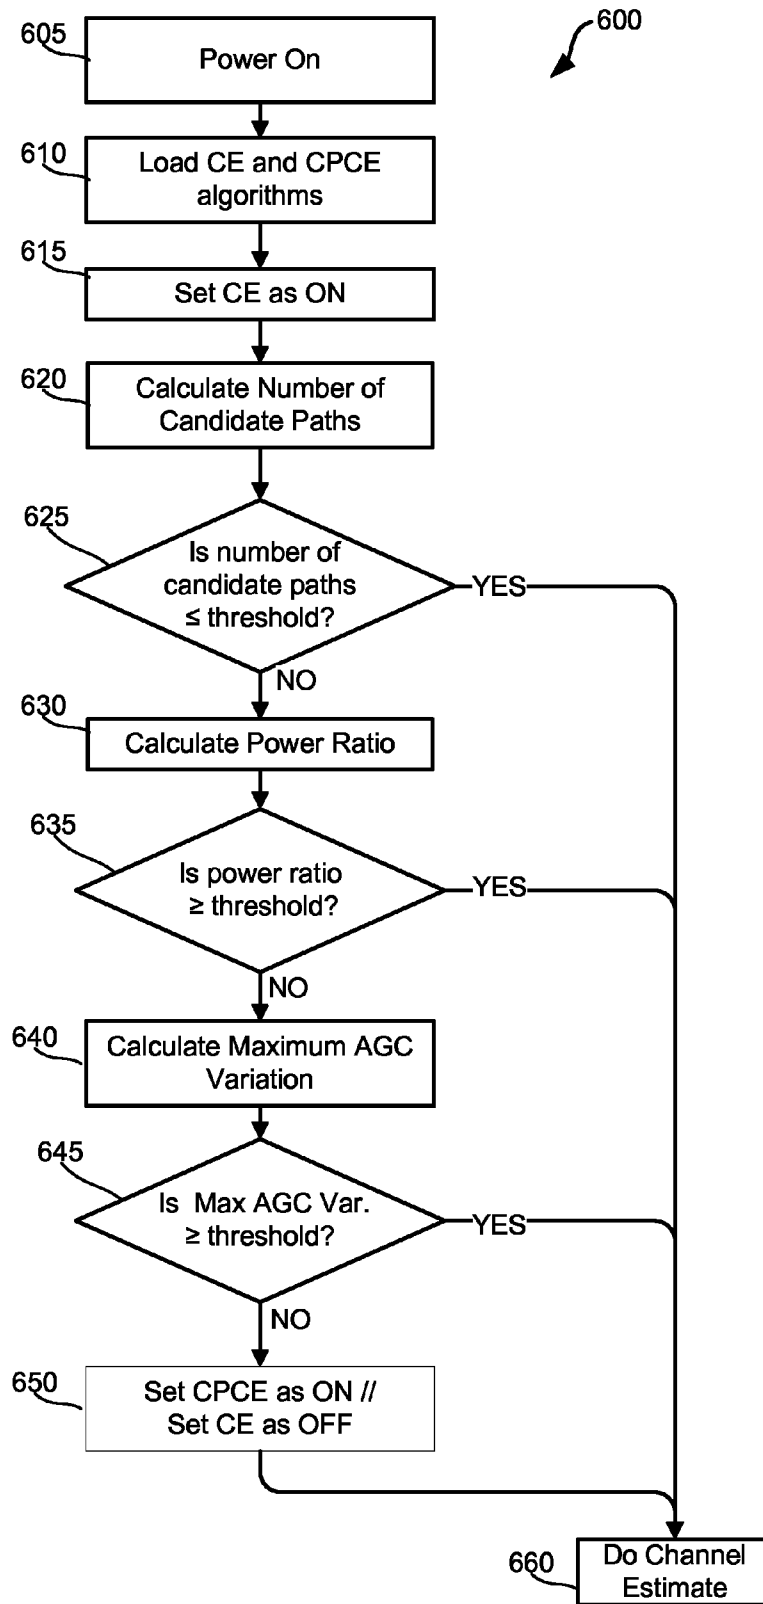 600
605
Power On
610
Load CE and CPCE
algorithms
615
Set CE as ON
620
Calculate Number of
Candidate Paths
625
Is number of
candidate paths
≤ threshold?
YES
NO
630
Calculate Power Ratio
635
Is power ratio
≥ threshold?
YES
NO
640
Calculate Maximum AGC
Variation
645
Is Max AGC Var.
≥ threshold?
YES
NO
650
Set CPCE as ON //
Set CE as OFF
660
Do Channel
Estimate